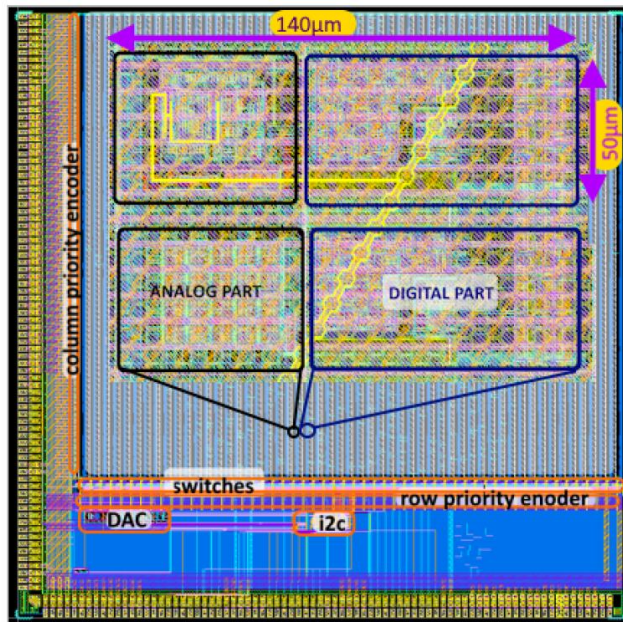 140μm
50μm
column priority encoder
ANALOG PART
DIGITAL PART
switches
row priority enoder
DAC
i2c